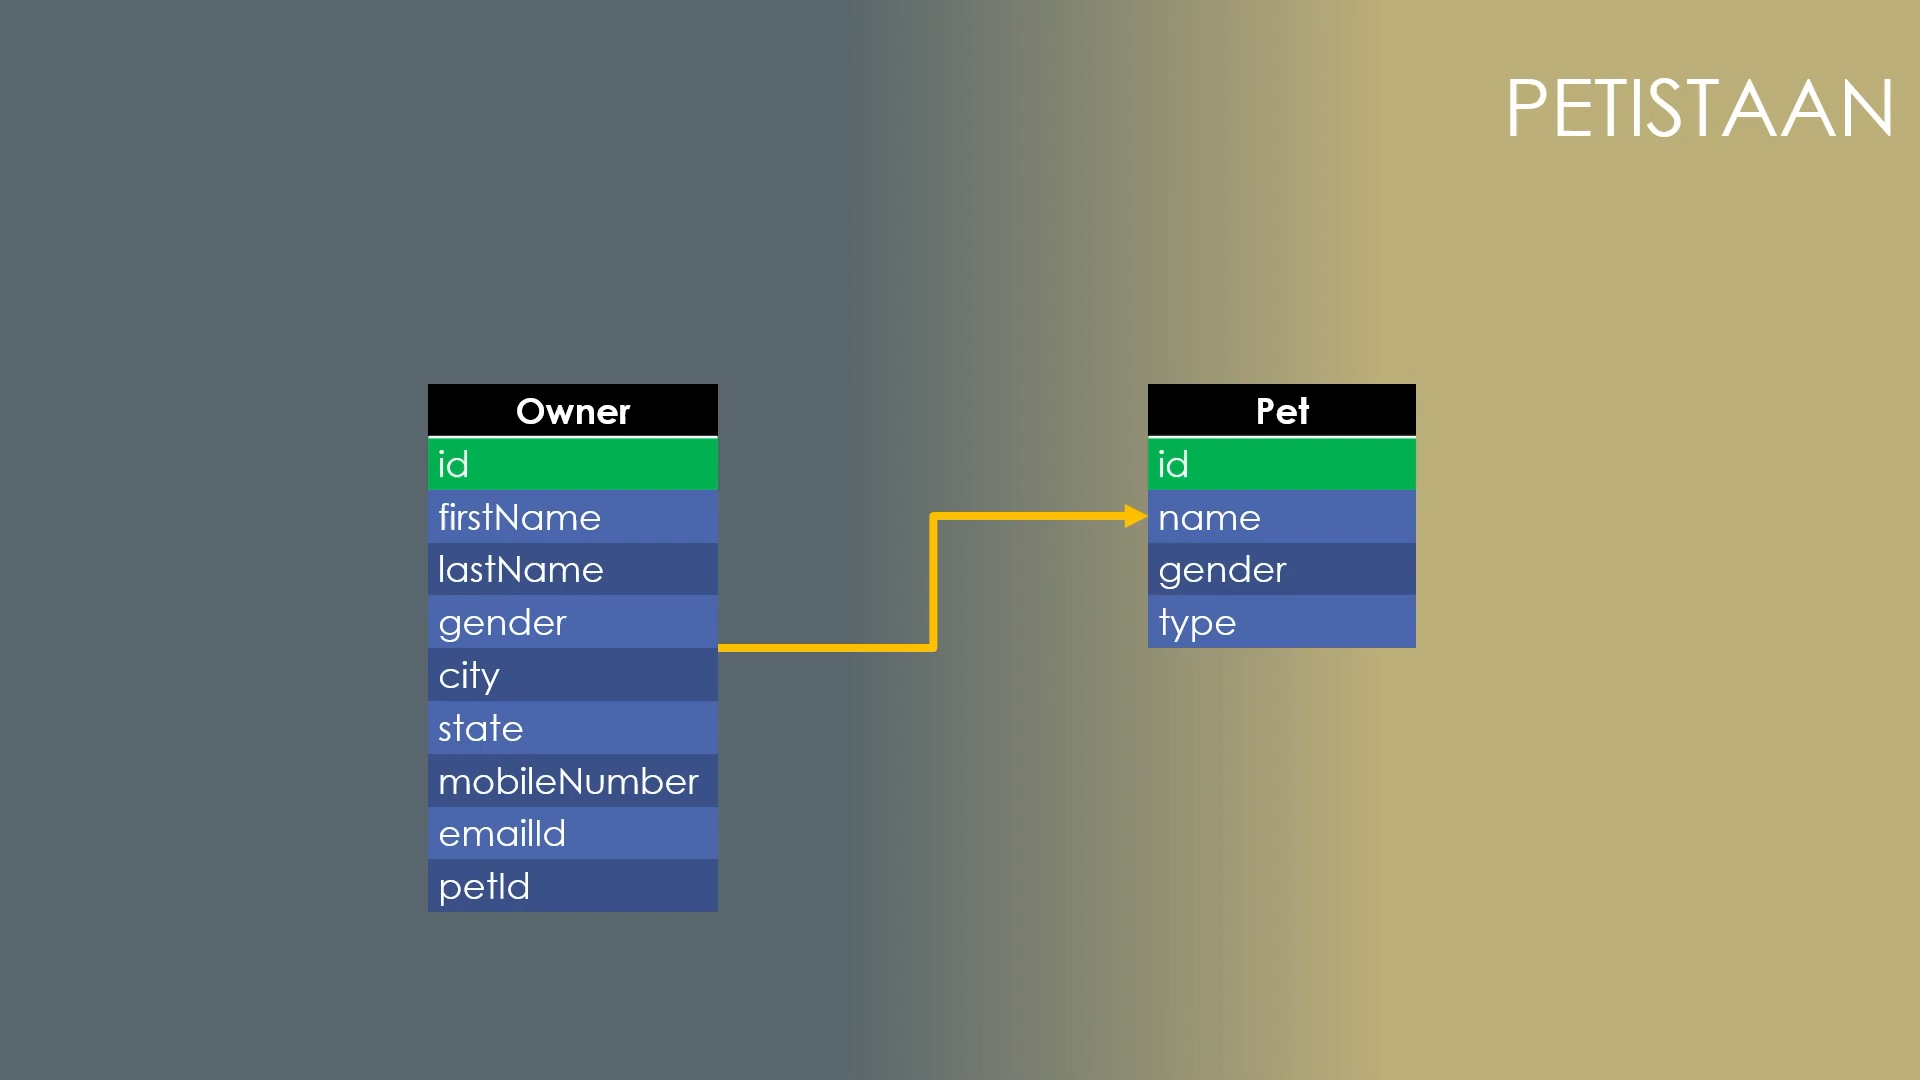 PETISTAAN
Owner
id
firstName
lastName
gender
city
state
mobileNumber
emailId
petId
Pet
id
name
gender
type